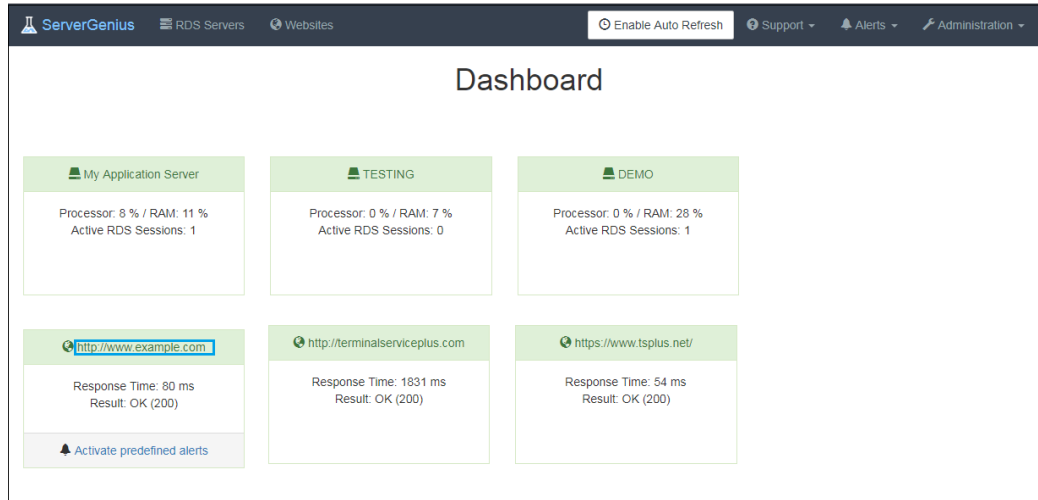 ServerGenius RDS Servers Websites Enable Auto Refresh Support Alerts Administration
Dashboard
My Application Server
Processor: 8 % / RAM: 11 %
Active RDS Sessions: 1
TESTING
Processor: 0 % / RAM: 7 %
Active RDS Sessions: 0
DEMO
Processor: 0 % / RAM: 28 %
Active RDS Sessions: 1
http://www.example.com
Response Time: 80 ms
Result: OK (200)
Activate predefined alerts
http://terminalserviceplus.com
Response Time: 1831 ms
Result: OK (200)
https://www.tsplus.net/
Response Time: 54 ms
Result: OK (200)